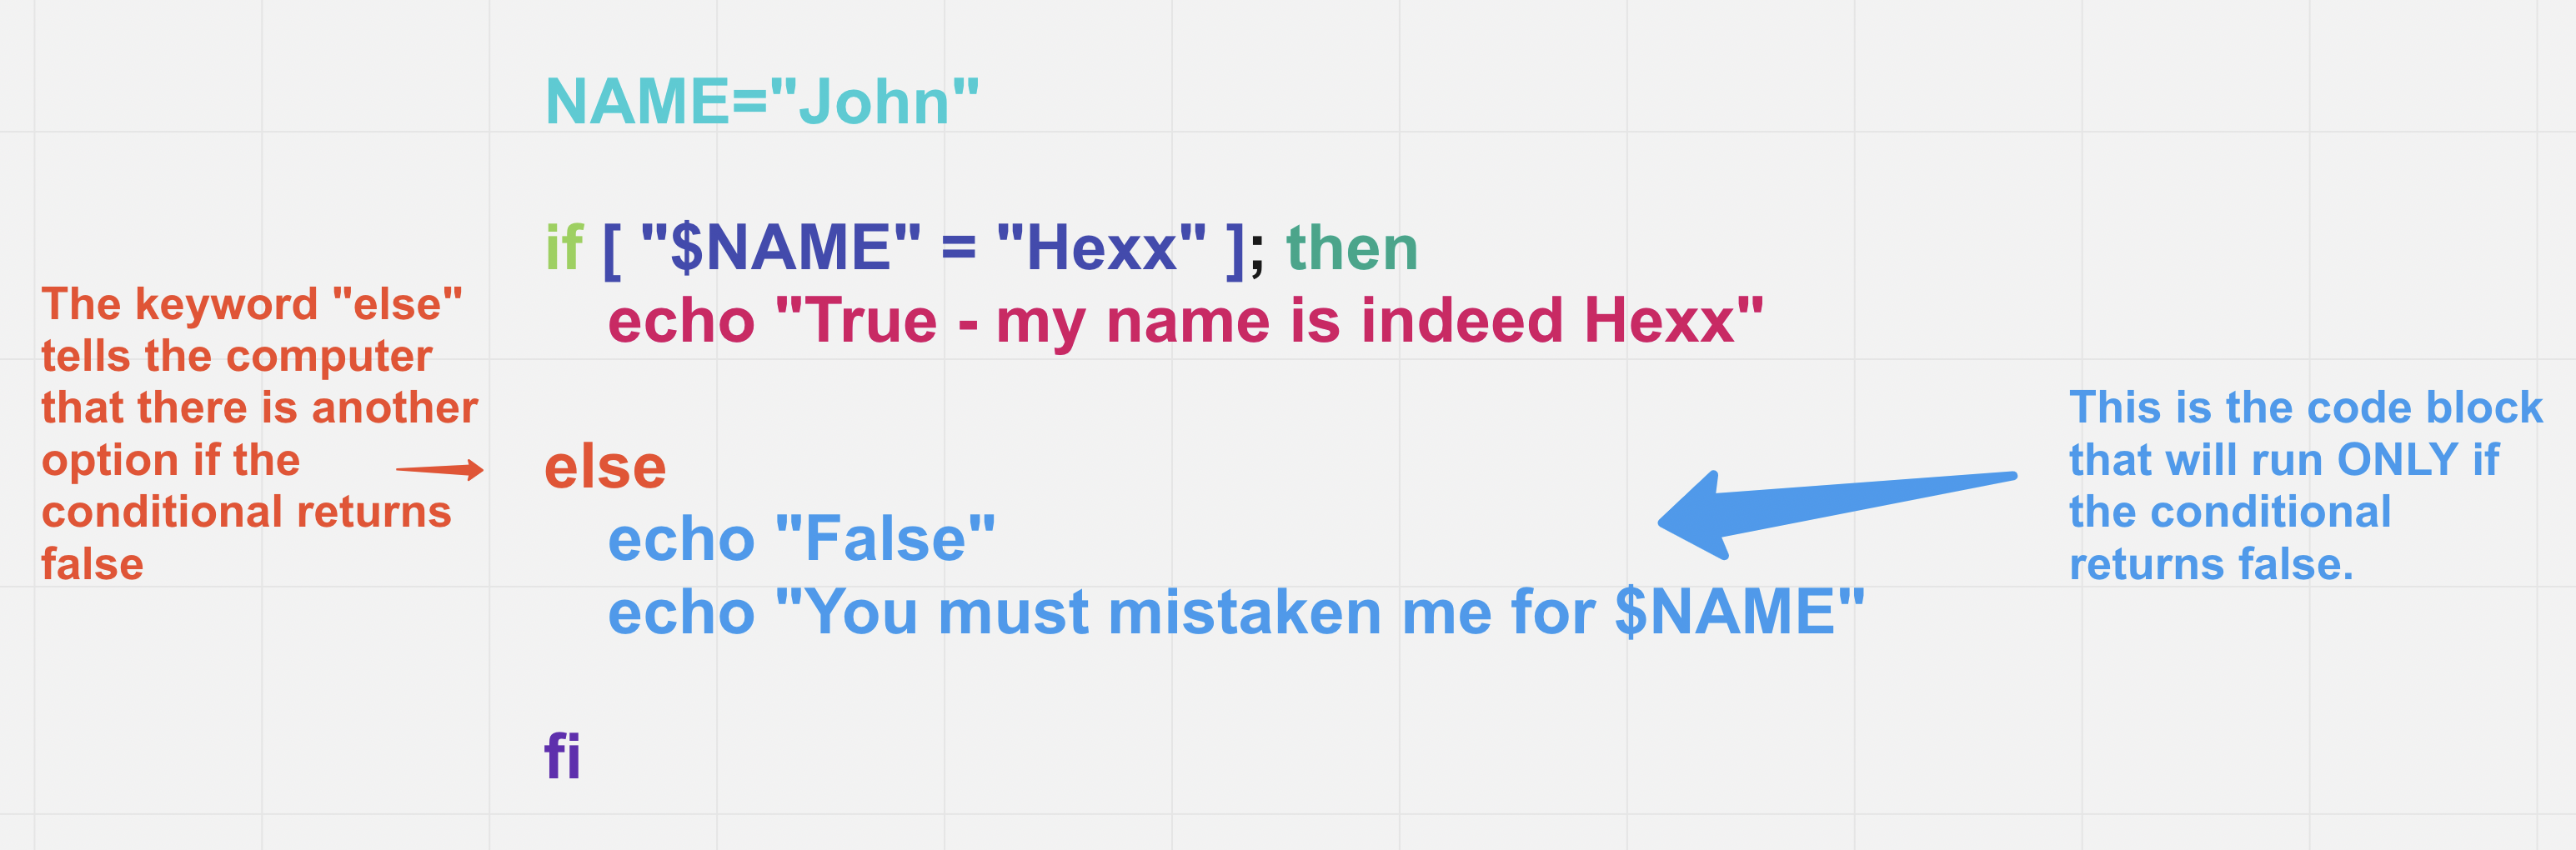 NAME="John"
if [ "$NAME" = "Hexx" ]; then
echo "True - my name is indeed Hexx"
else
echo "False"
echo "You must mistaken me for $NAME"
fi
The keyword "else"
tells the computer
that there is another
option if the
conditional returns
false
This is the code block
that will run ONLY if
the conditional
returns false.